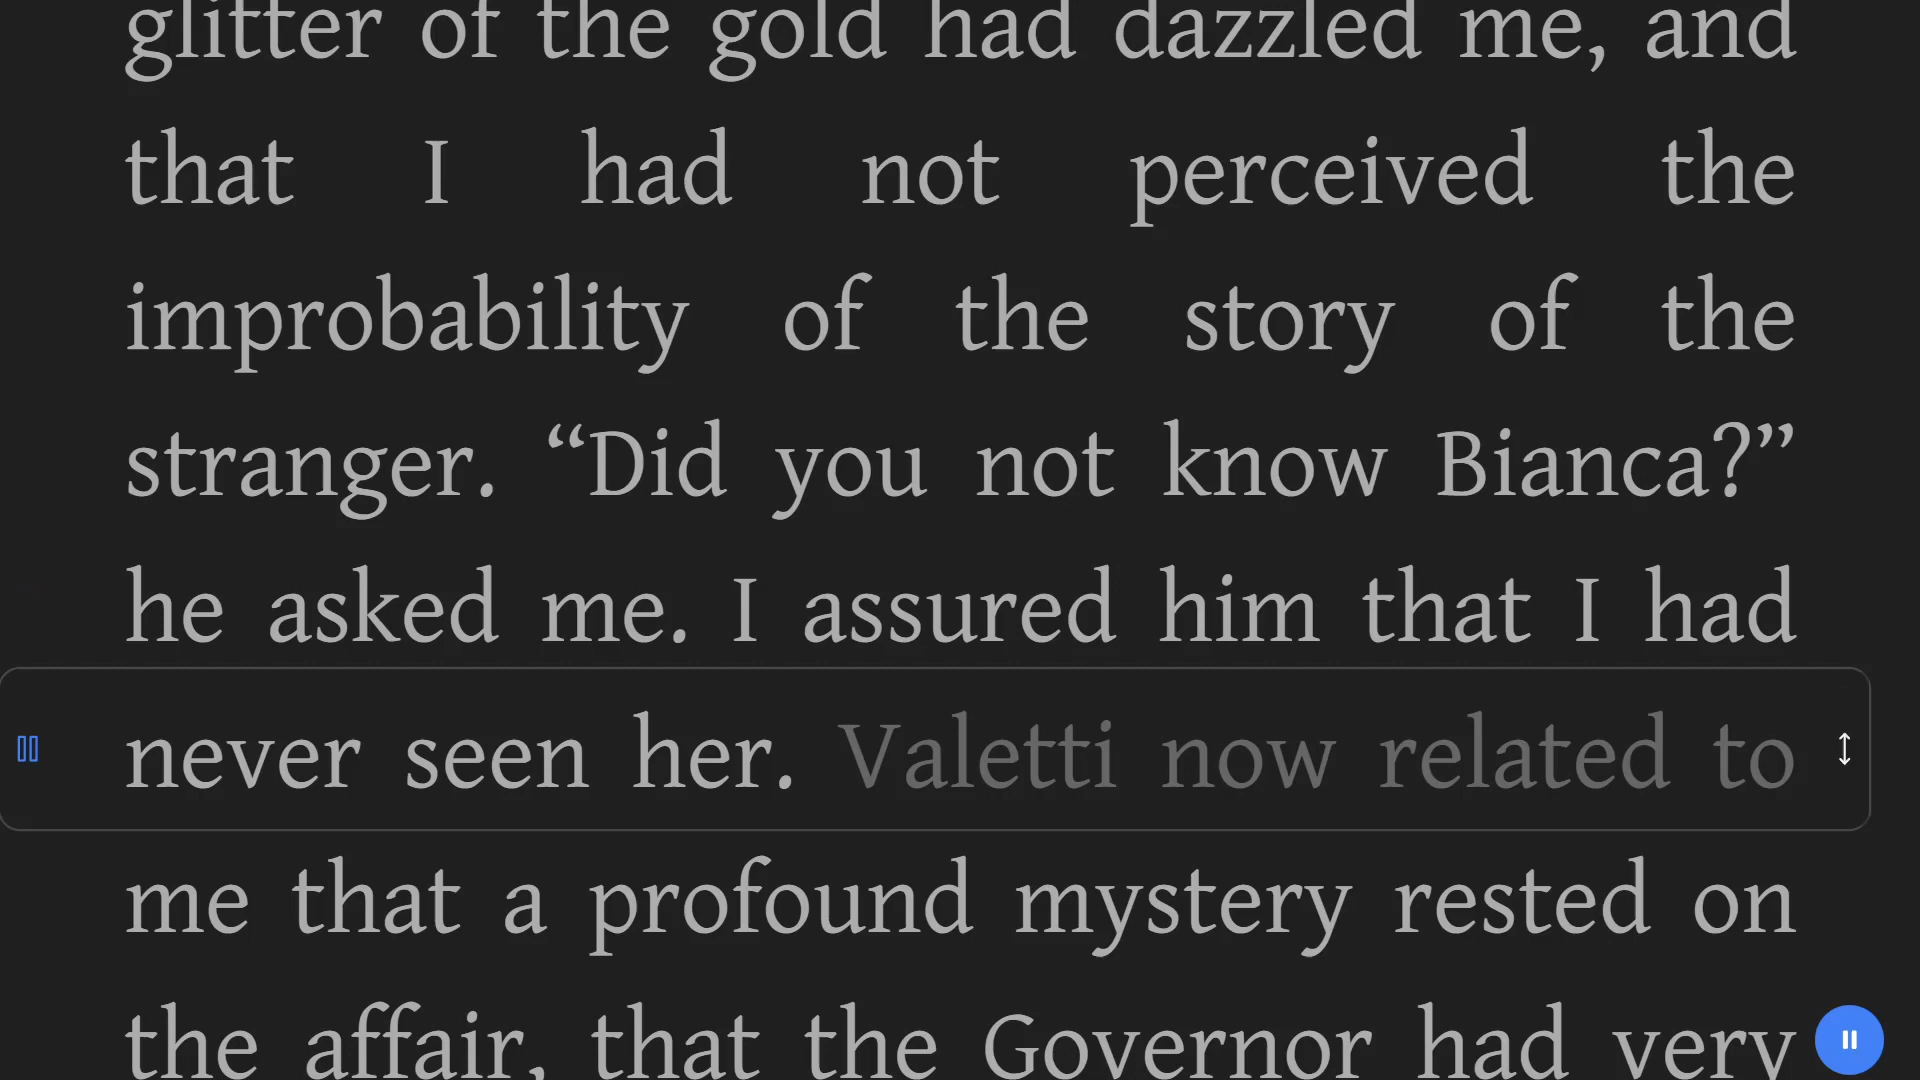 glitter of the gold had dazzled me, and
that I had not perceived the
improbability of the story of the
stranger. “Did you not know Bianca?”
he asked me. I assured him that I had
never seen her. Valetti now related to
me that a profound mystery rested on
the affair, that the Governor had very